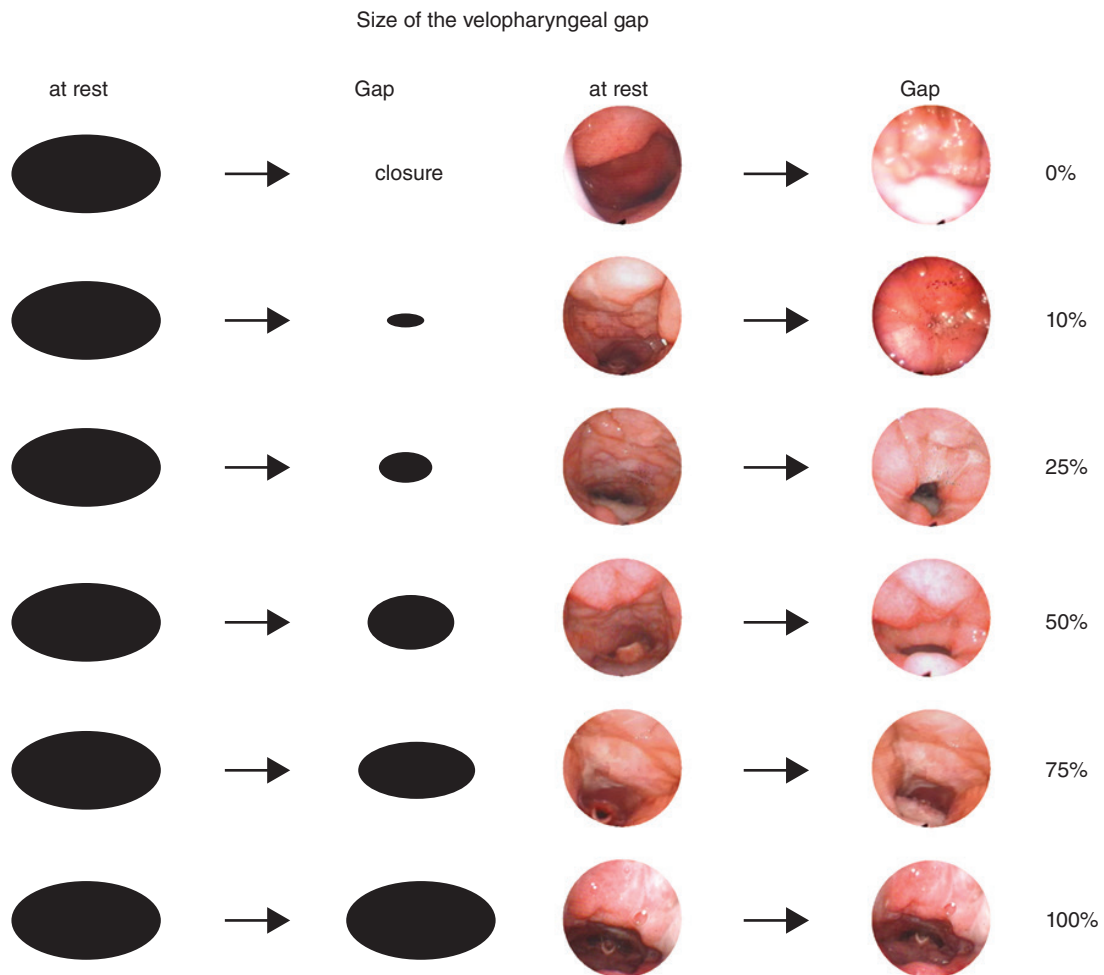 Size of the velopharyngeal gap
at rest Gap at rest Gap
closure 0%
10%
25%
50%
75%
100%